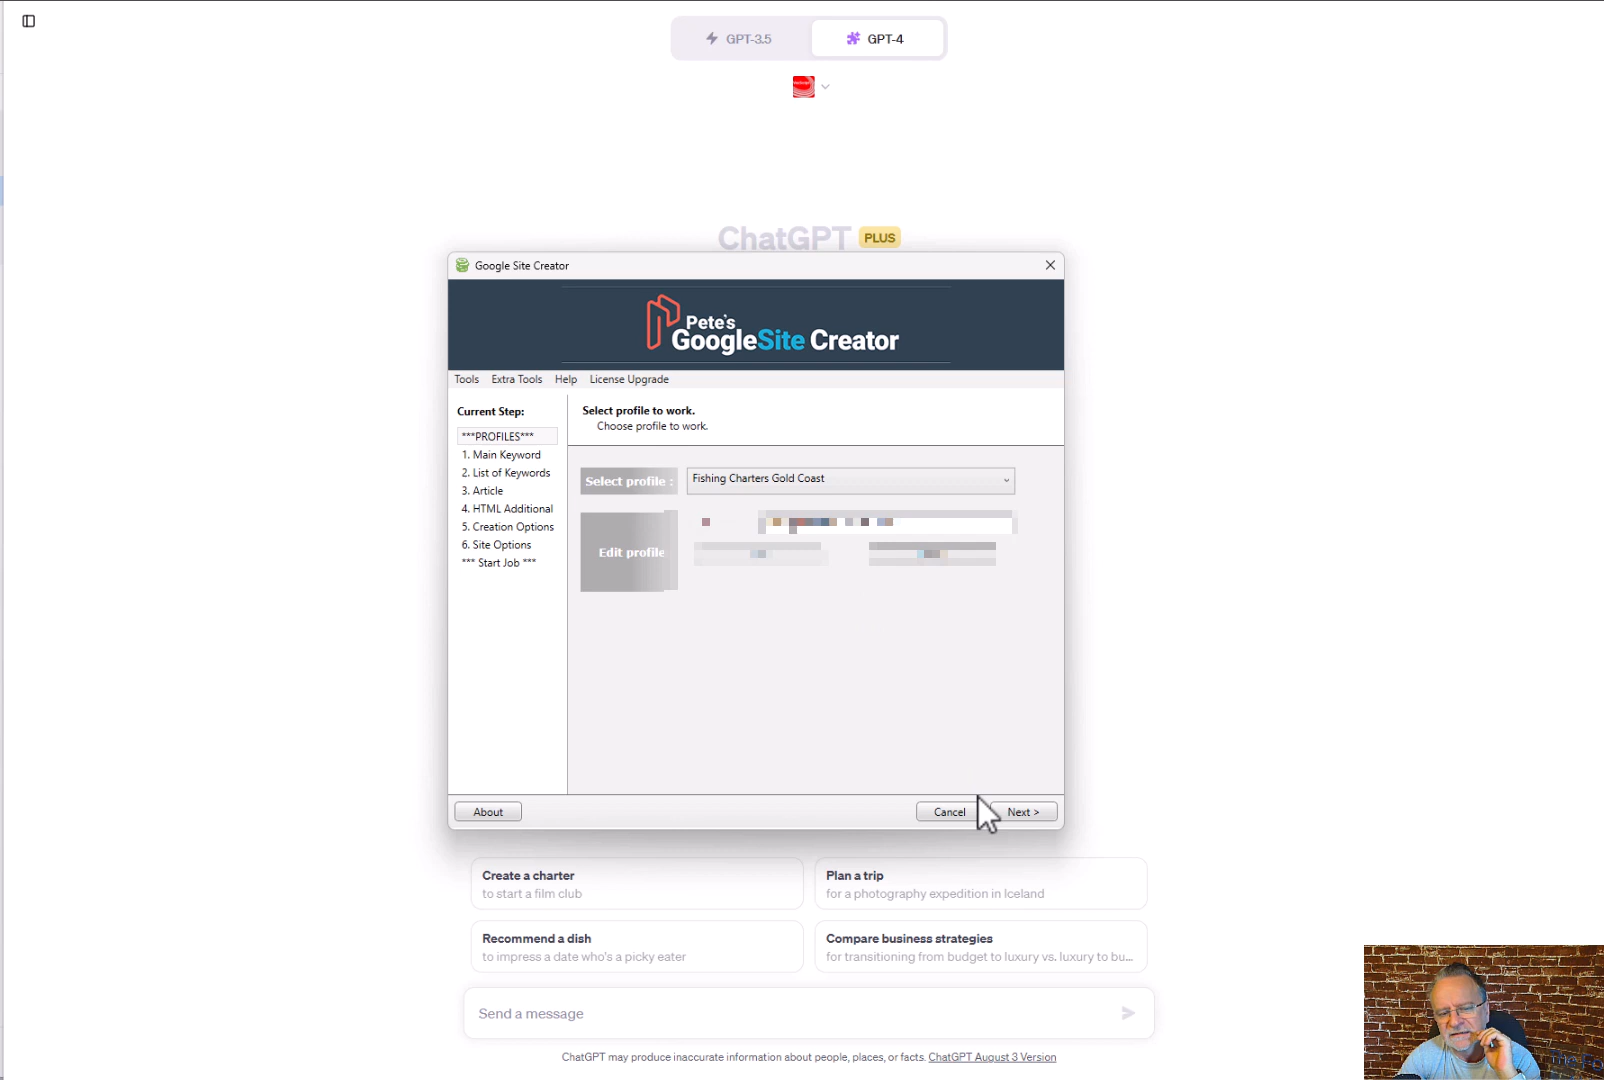 GPT-3.5
GPT-4
ChatGPT PLUS
Google Site Creator
Pete's
GoogleSite Creator
Tools Extra Tools Help License Upgrade
Current Step:
***PROFILES***
1. Main Keyword
2. List of Keywords
3. Article
4. HTML Additional
5. Creation Options
6. Site Options
*** Start Job ***
Select profile to work.
Choose profile to work.
Select profile :
Fishing Charters Gold Coast
Edit profile
About
Cancel
Next >
Create a charter
to start a film club
Plan a trip
for a photography expedition in Iceland
Recommend a dish
to impress a date who's a picky eater
Compare business strategies
for transitioning from budget to luxury vs. luxury to bu...
Send a message
ChatGPT may produce inaccurate information about people, places, or facts. ChatGPT August 3 Version